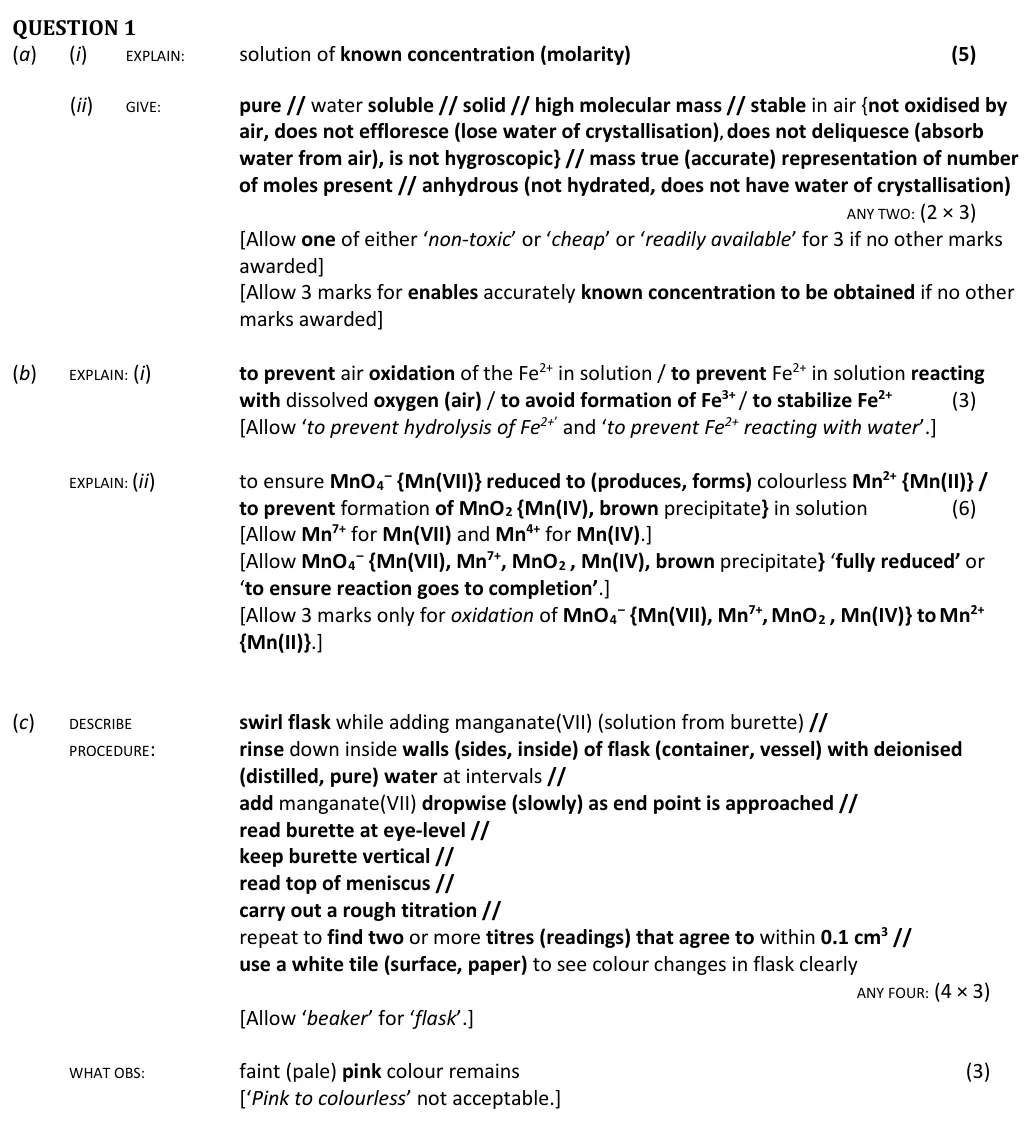 QUESTION 1
(a) (i) EXPLAIN: solution of known concentration (molarity) (5)
(ii) GIVE: pure // water soluble // solid // high molecular mass // stable in air {not oxidised by
air, does not effloresce (lose water of crystallisation), does not deliquesce (absorb
water from air), is not hygroscopic} // mass true (accurate) representation of number
of moles present // anhydrous (not hydrated, does not have water of crystallisation)
ANY TWO: (2 × 3)
[Allow one of either ‘non-toxic’ or ‘cheap’ or ‘readily available’ for 3 if no other marks
awarded]
[Allow 3 marks for enables accurately known concentration to be obtained if no other
marks awarded]
(b) EXPLAIN: (i) to prevent air oxidation of the Fe²⁺ in solution / to prevent Fe²⁺ in solution reacting
with dissolved oxygen (air) / to avoid formation of Fe³⁺ / to stabilize Fe²⁺ (3)
[Allow ‘to prevent hydrolysis of Fe²⁺’ and ‘to prevent Fe²⁺ reacting with water’.]
EXPLAIN: (ii) to ensure MnO₄⁻ {Mn(VII)} reduced to (produces, forms) colourless Mn²⁺ {Mn(II)} /
to prevent formation of MnO₂ {Mn(IV), brown precipitate} in solution (6)
[Allow Mn⁷⁺ for Mn(VII) and Mn⁴⁺ for Mn(IV).]
[Allow MnO₄⁻ {Mn(VII), Mn⁷⁺, MnO₂ , Mn(IV), brown precipitate} ‘fully reduced’ or
‘to ensure reaction goes to completion’.]
[Allow 3 marks only for oxidation of MnO₄⁻ {Mn(VII), Mn⁷⁺, MnO₂ , Mn(IV)} to Mn²⁺
{Mn(II)}.]
(c) DESCRIBE swirl flask while adding manganate(VII) (solution from burette) //
PROCEDURE: rinse down inside walls (sides, inside) of flask (container, vessel) with deionised
(distilled, pure) water at intervals //
add manganate(VII) dropwise (slowly) as end point is approached //
read burette at eye-level //
keep burette vertical //
read top of meniscus //
carry out a rough titration //
repeat to find two or more titres (readings) that agree to within 0.1 cm³ //
use a white tile (surface, paper) to see colour changes in flask clearly
ANY FOUR: (4 × 3)
[Allow ‘beaker’ for ‘flask’.]
WHAT OBS: faint (pale) pink colour remains (3)
[‘Pink to colourless’ not acceptable.]